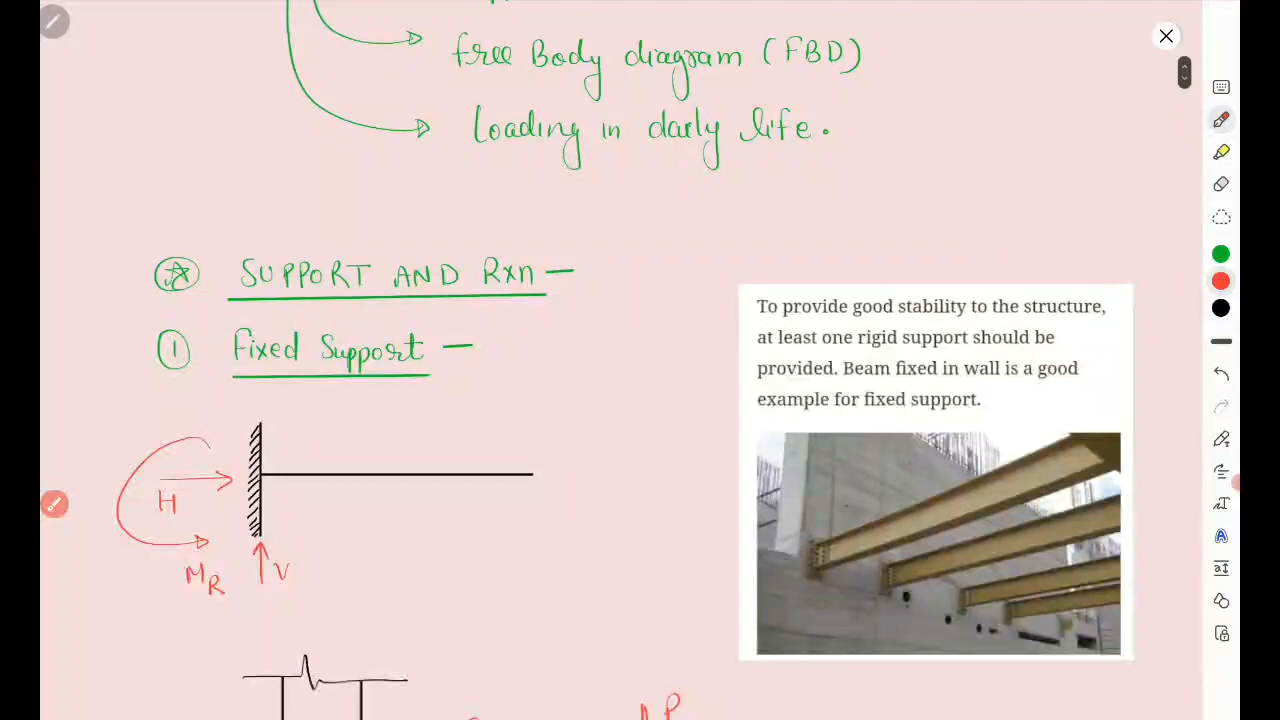 free Body diagram (FBD)
Loading in daily life.
SUPPORT AND Rxn —
1 Fixed Support —
To provide good stability to the structure,
at least one rigid support should be
provided. Beam fixed in wall is a good
example for fixed support.
H
MR
V
P